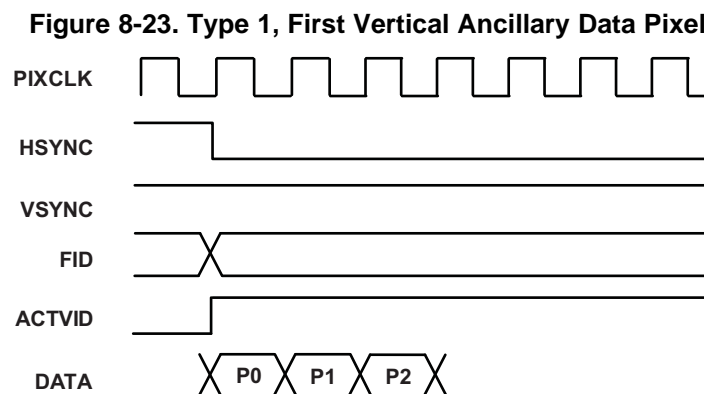 Figure 8-23. Type 1, First Vertical Ancillary Data Pixel
PIXCLK
HSYNC
VSYNC
FID
ACTVID
DATA P0 P1 P2